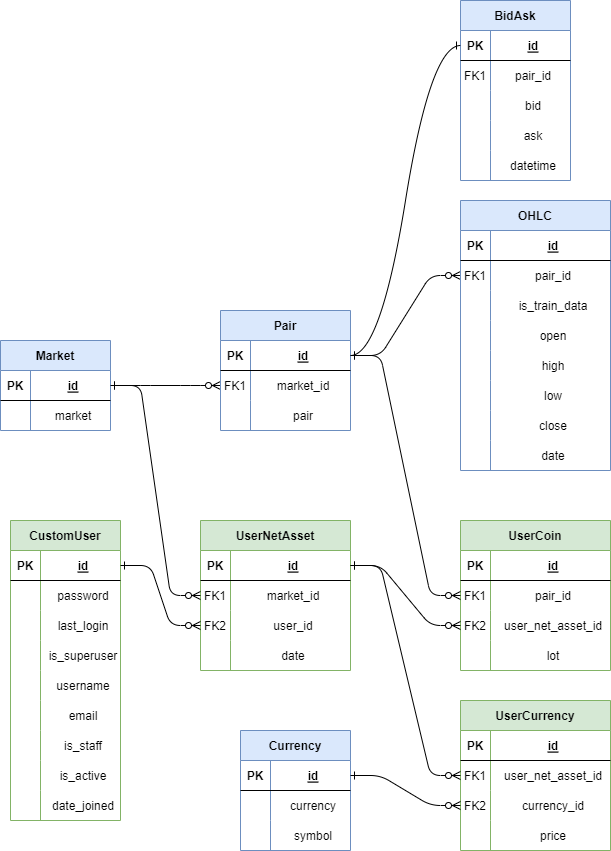 BidAsk
PK id
FK1 pair_id
bid
ask
datetime
OHLC
PK id
FK1 pair_id
is_train_data
open
high
low
close
date
Pair
PK id
FK1 market_id
pair
Market
PK id
market
CustomUser
PK id
password
last_login
is_superuser
username
email
is_staff
is_active
date_joined
UserNetAsset
PK id
FK1 market_id
FK2 user_id
date
UserCoin
PK id
FK1 pair_id
FK2 user_net_asset_id
lot
UserCurrency
PK id
FK1 user_net_asset_id
FK2 currency_id
price
Currency
PK id
currency
symbol